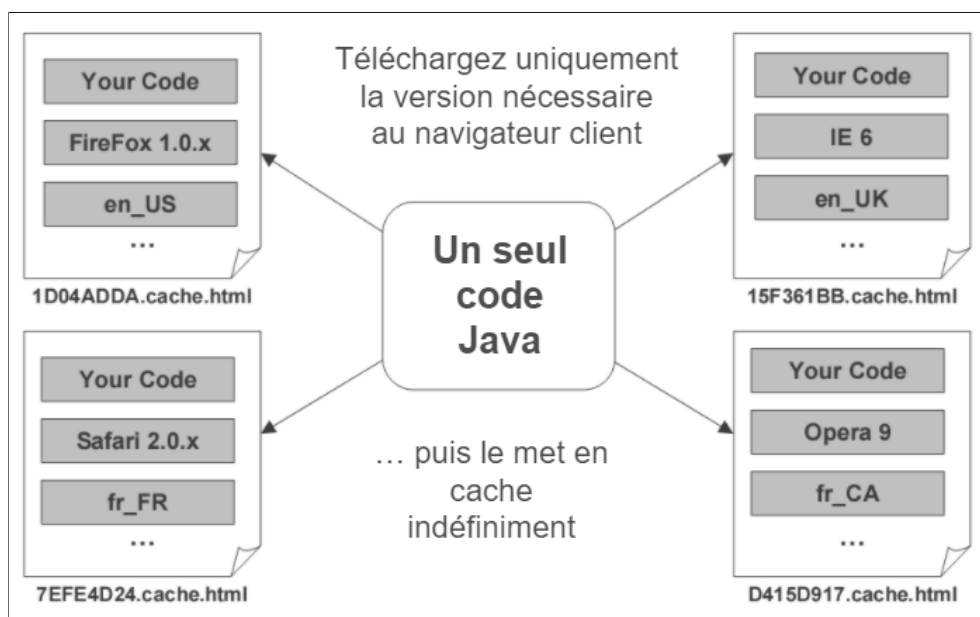 Your Code
FireFox 1.0.x
en_US
...
1D04ADDA.cache.html
Téléchargez uniquement
la version nécessaire
au navigateur client
Your Code
IE 6
en_UK
...
15F361BB.cache.html
Un seul
code
Java
Your Code
Safari 2.0.x
fr_FR
...
7EFE4D24.cache.html
... puis le met en
cache
indéfiniment
Your Code
Opera 9
fr_CA
...
D415D917.cache.html